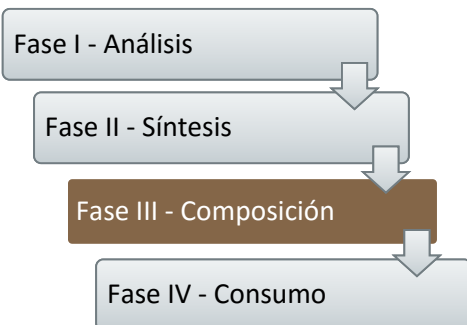 Fase I - Análisis
Fase II - Síntesis
Fase III - Composición
Fase IV - Consumo